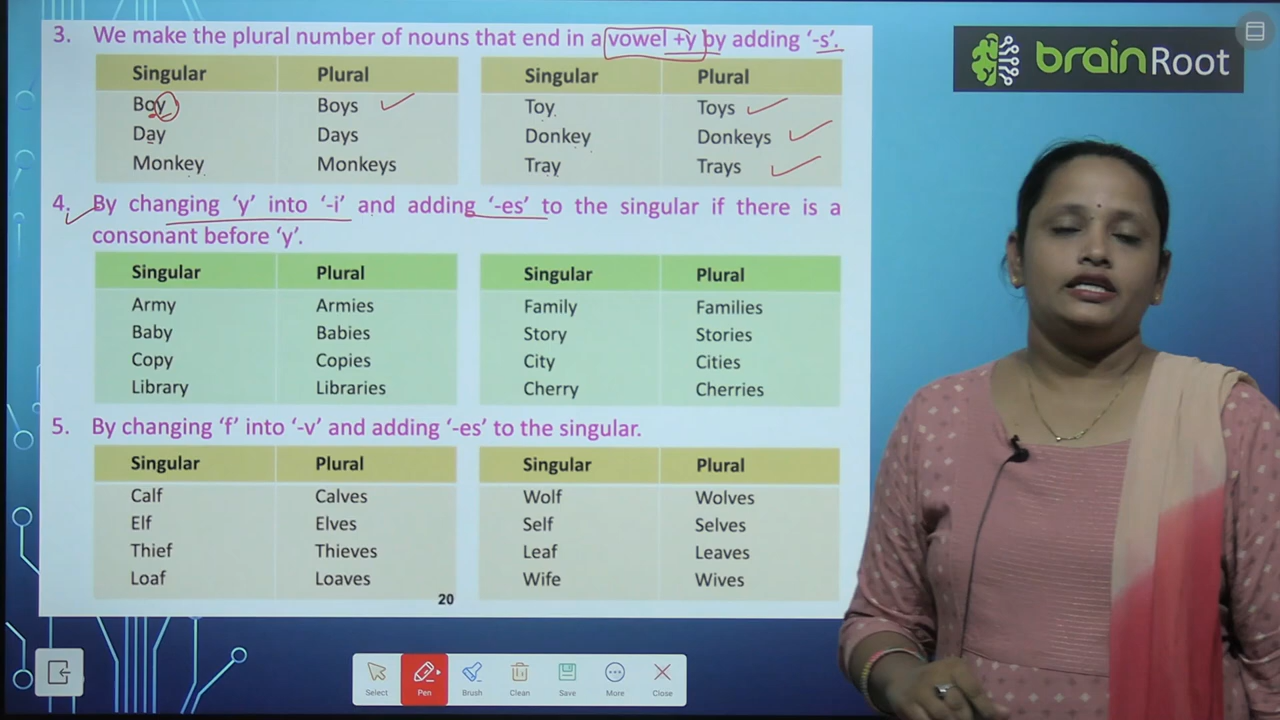 3. We make the plural number of nouns that end in a vowel +y by adding '-s'.
Singular Plural Singular Plural
Boy Boys Toy Toys
Day Days Donkey Donkeys
Monkey Monkeys Tray Trays
4. By changing 'y' into '-i' and adding '-es' to the singular if there is a
consonant before 'y'.
Singular Plural Singular Plural
Army Armies Family Families
Baby Babies Story Stories
Copy Copies City Cities
Library Libraries Cherry Cherries
5. By changing 'f' into '-v' and adding '-es' to the singular.
Singular Plural Singular Plural
Calf Calves Wolf Wolves
Elf Elves Self Selves
Thief Thieves Leaf Leaves
Loaf Loaves Wife Wives
20
brainRoot
Select Pen Brush Clean Save More Close